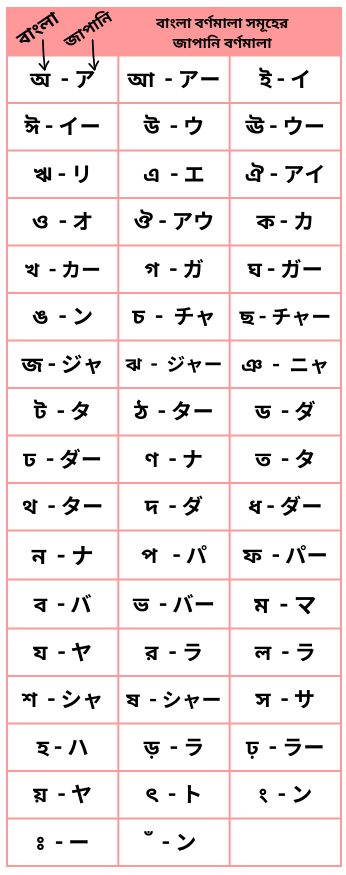 বাংলা জাপানি
বাংলা বর্ণমালা সমূহের
জাপানি বর্ণমালা
অ - ア আ - アー ই - イ
ঈ - イー উ - ウ ঊ - ウー
ঋ - リ এ - エ ঐ - アイ
ও - オ ঔ - アウ ক - カ
খ - カー গ - ガ ঘ - ガー
ঙ - ン চ - チャ ছ - チャー
জ - ジャ ঝ - ジャー ঞ - ニャ
ট - タ ঠ - ター ড - ダ
ঢ - ダー ণ - ナ ত - タ
থ - ター দ - ダ ধ - ダー
ন - ナ প - パ ফ - パー
ব - バ ভ - バー ম - マ
য - ヤ র - ラ ল - ラ
শ - シャ ষ - シャー স - サ
হ - ハ ড় - ラ ঢ় - ラー
য় - ヤ ৎ - ト ং - ン
ঃ - ー ঁ - ン